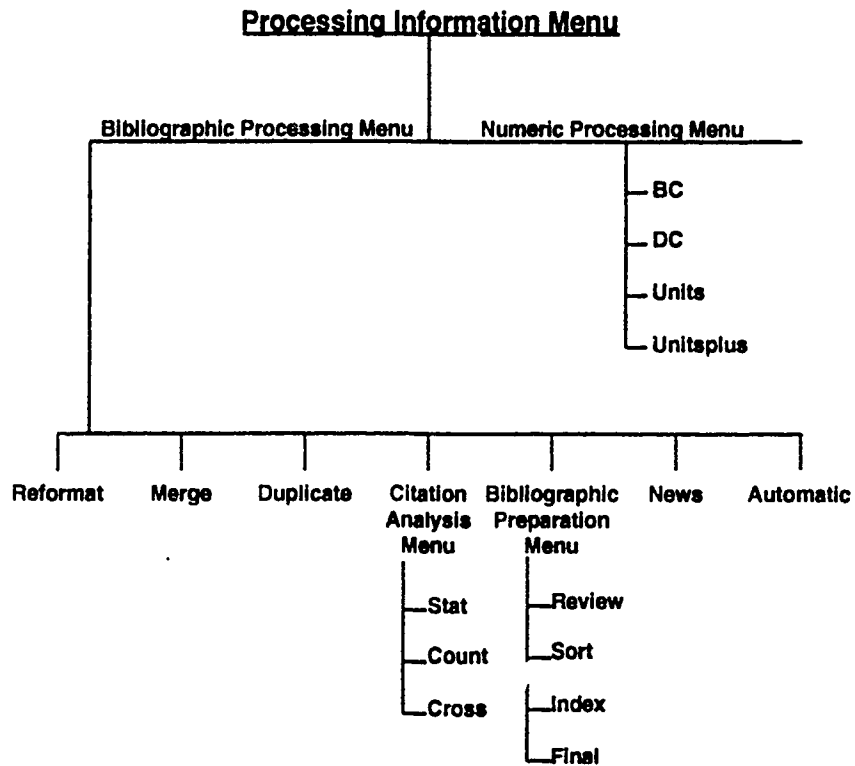 Processing Information Menu
Bibliographic Processing Menu
Numeric Processing Menu
BC
DC
Units
Unitsplus
Reformat
Merge
Duplicate
Citation
Analysis
Menu
Bibliographic
Preparation
Menu
News
Automatic
Stat
Count
Cross
Review
Sort
Index
Final